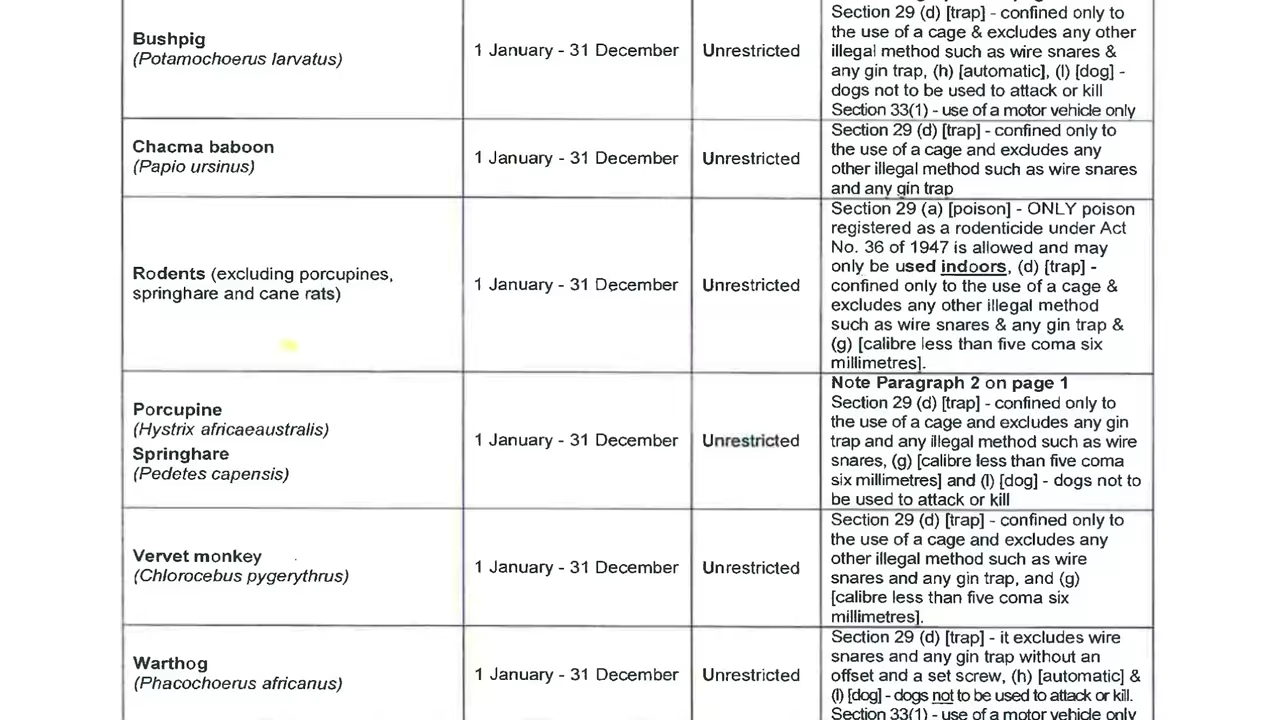 Bushpig
(Potamochoerus larvatus)
1 January - 31 December
Unrestricted
Section 29 (d) [trap] - confined only to
the use of a cage & excludes any other
illegal method such as wire snares &
any gin trap, (h) [automatic], (l) [dog] -
dogs not to be used to attack or kill
Section 33(1) - use of a motor vehicle only
Chacma baboon
(Papio ursinus)
1 January - 31 December
Unrestricted
Section 29 (d) [trap] - confined only to
the use of a cage and excludes any
other illegal method such as wire snares
and any gin trap
Rodents (excluding porcupines,
springhare and cane rats)
1 January - 31 December
Unrestricted
Section 29 (a) [poison] - ONLY poison
registered as a rodenticide under Act
No. 36 of 1947 is allowed and may
only be used indoors, (d) [trap] -
confined only to the use of a cage &
excludes any other illegal method
such as wire snares & any gin trap &
(g) [calibre less than five coma six
millimetres].
Porcupine
(Hystrix africaeaustralis)
Springhare
(Pedetes capensis)
1 January - 31 December
Unrestricted
Note Paragraph 2 on page 1
Section 29 (d) [trap] - confined only to
the use of a cage and excludes any gin
trap and any illegal method such as wire
snares, (g) [calibre less than five coma
six millimetres] and (l) [dog] - dogs not to
be used to attack or kill
Vervet monkey
(Chlorocebus pygerythrus)
1 January - 31 December
Unrestricted
Section 29 (d) [trap] - confined only to
the use of a cage and excludes any
other illegal method such as wire
snares and any gin trap, and (g)
[calibre less than five coma six
millimetres].
Warthog
(Phacochoerus africanus)
1 January - 31 December
Unrestricted
Section 29 (d) [trap] - it excludes wire
snares and any gin trap without an
offset and a set screw, (h) [automatic] &
(l) [dog] - dogs not to be used to attack or kill.
Section 33(1) - use of a motor vehicle only